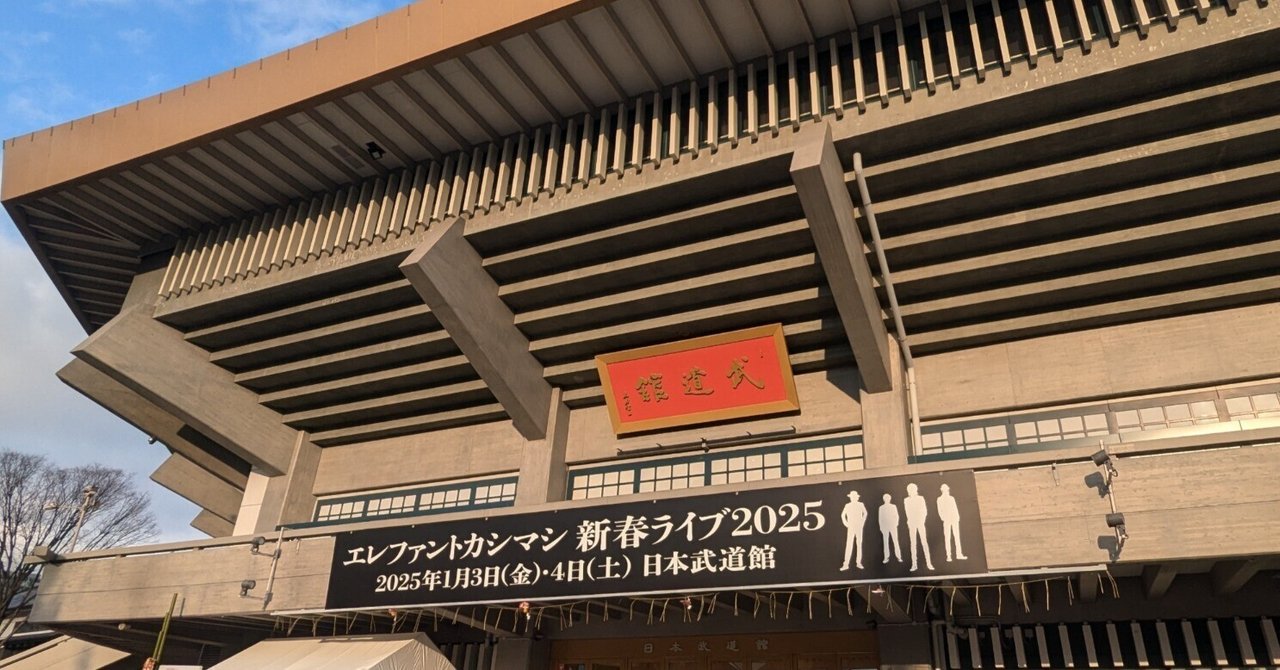 武道館
エレファントカシマシ 新春ライブ2025
2025年1月3日(金)・4日(土) 日本武道館
日本武道館